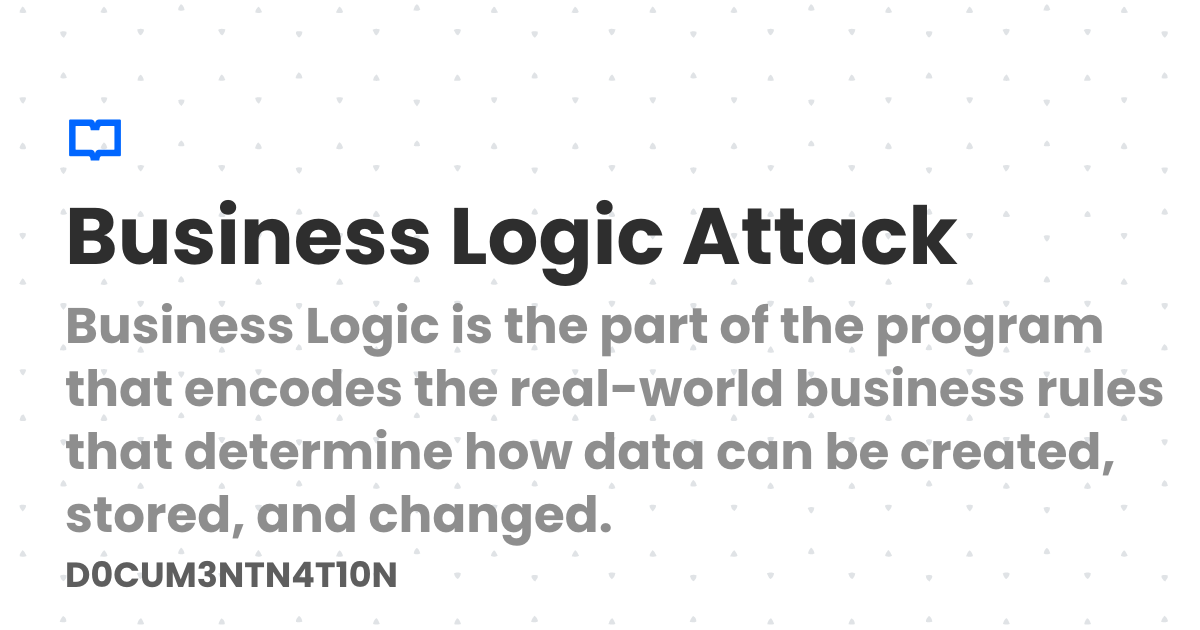 Business Logic Attack
Business Logic is the part of the program
that encodes the real-world business rules
that determine how data can be created,
stored, and changed.
D0CUM3NTN4T10N